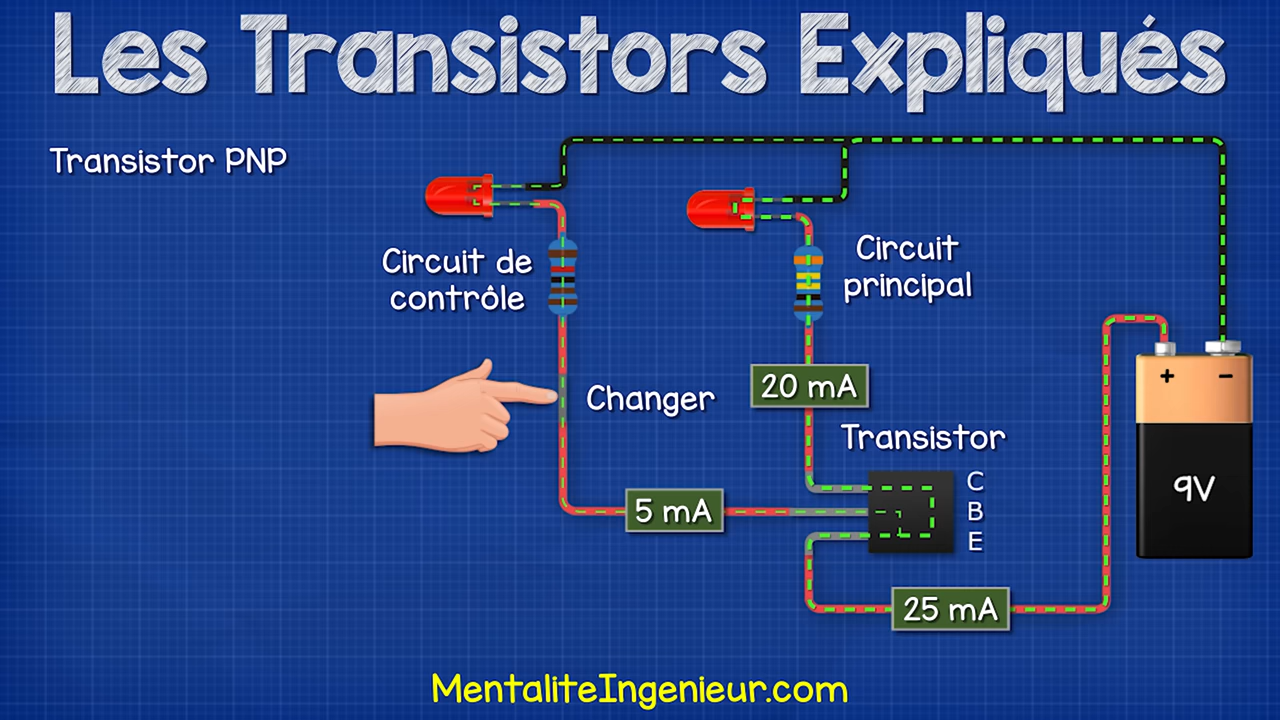 Les Transistors Expliqués
Transistor PNP
Circuit de
contrôle
Circuit
principal
Changer
20 mA
Transistor
C
B
E
5 mA
25 mA
+ −
9V
MentaliteIngenieur.com